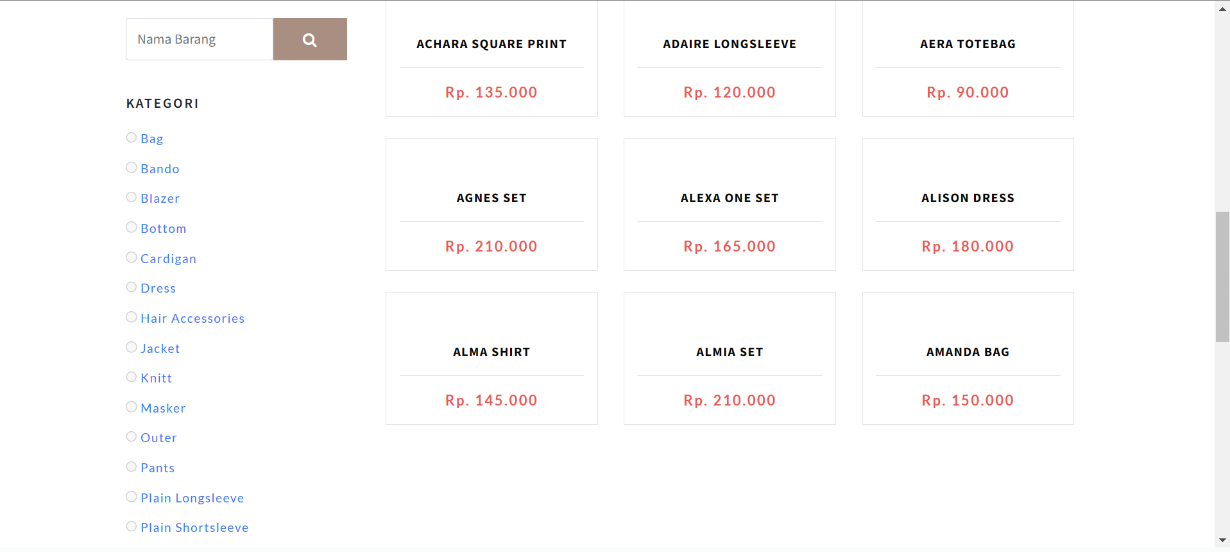 Nama Barang
KATEGORI
Bag
Bando
Blazer
Bottom
Cardigan
Dress
Hair Accessories
Jacket
Knitt
Masker
Outer
Pants
Plain Longsleeve
Plain Shortsleeve
ACHARA SQUARE PRINT
Rp. 135.000
ADAIRE LONGSLEEVE
Rp. 120.000
AERA TOTEBAG
Rp. 90.000
AGNES SET
Rp. 210.000
ALEXA ONE SET
Rp. 165.000
ALISON DRESS
Rp. 180.000
ALMA SHIRT
Rp. 145.000
ALMIA SET
Rp. 210.000
AMANDA BAG
Rp. 150.000